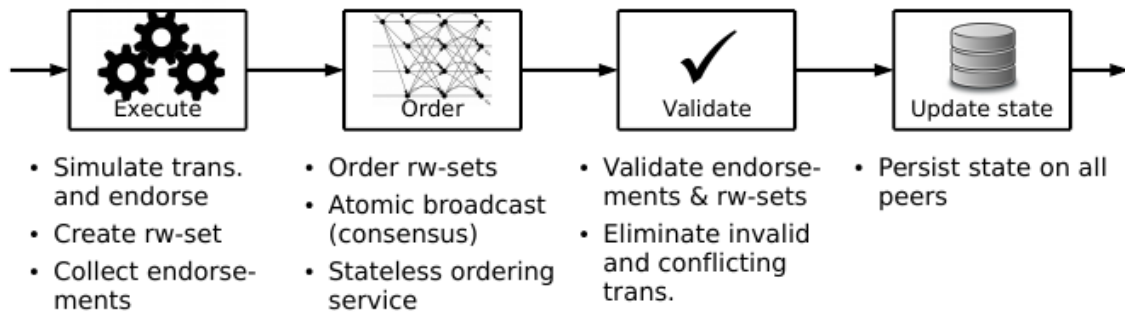 Execute
Order
Validate
Update state
• Simulate trans.
and endorse
• Create rw-set
• Collect endorse-
ments
• Order rw-sets
• Atomic broadcast
(consensus)
• Stateless ordering
service
• Validate endorse-
ments & rw-sets
• Eliminate invalid
and conflicting
trans.
• Persist state on all
peers